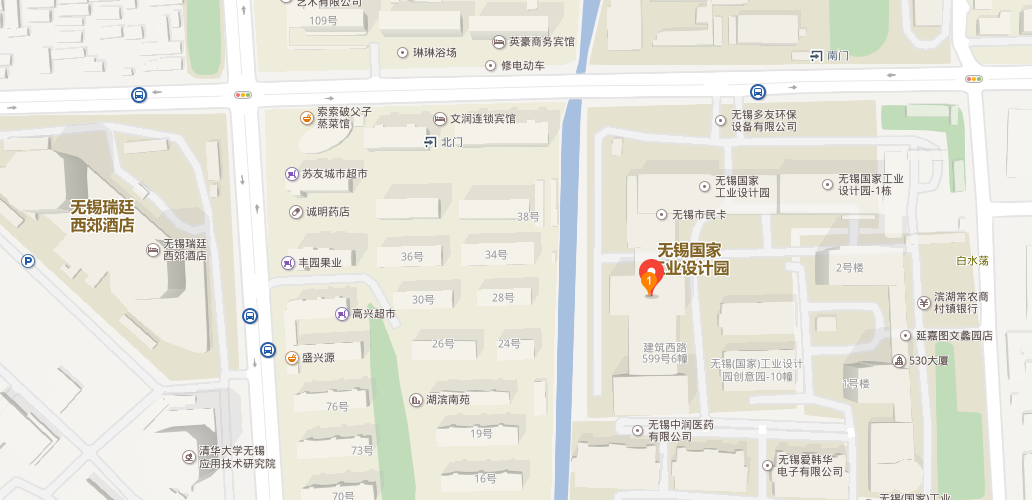 艺术有限公司
109号
琳琳浴场
英豪商务宾馆
修电动车
南门
索索破父子
蒸菜馆
文润连锁宾馆
北门
无锡多友环保
设备有限公司
苏友城市超市
无锡国家
工业设计园
无锡国家工业
设计园-1栋
诚明药店
38号
无锡市民卡
无锡瑞廷
西郊酒店
无锡瑞廷
西郊酒店
36号
34号
无锡国家
业设计园
丰园果业
2号楼
白水荡
1
30号
28号
高兴超市
滨湖常农商
村镇银行
延嘉图文蠡园店
26号
24号
建筑西路
599号6幢
盛兴源
无锡(国家)工业设计
园创意园-10幢
530大厦
1号楼
76号
湖滨南苑
19号
无锡中润医药
有限公司
清华大学无锡
应用技术研究院
73号
无锡爱韩华
电子有限公司
16号
70号
无锡(国家)工业
P